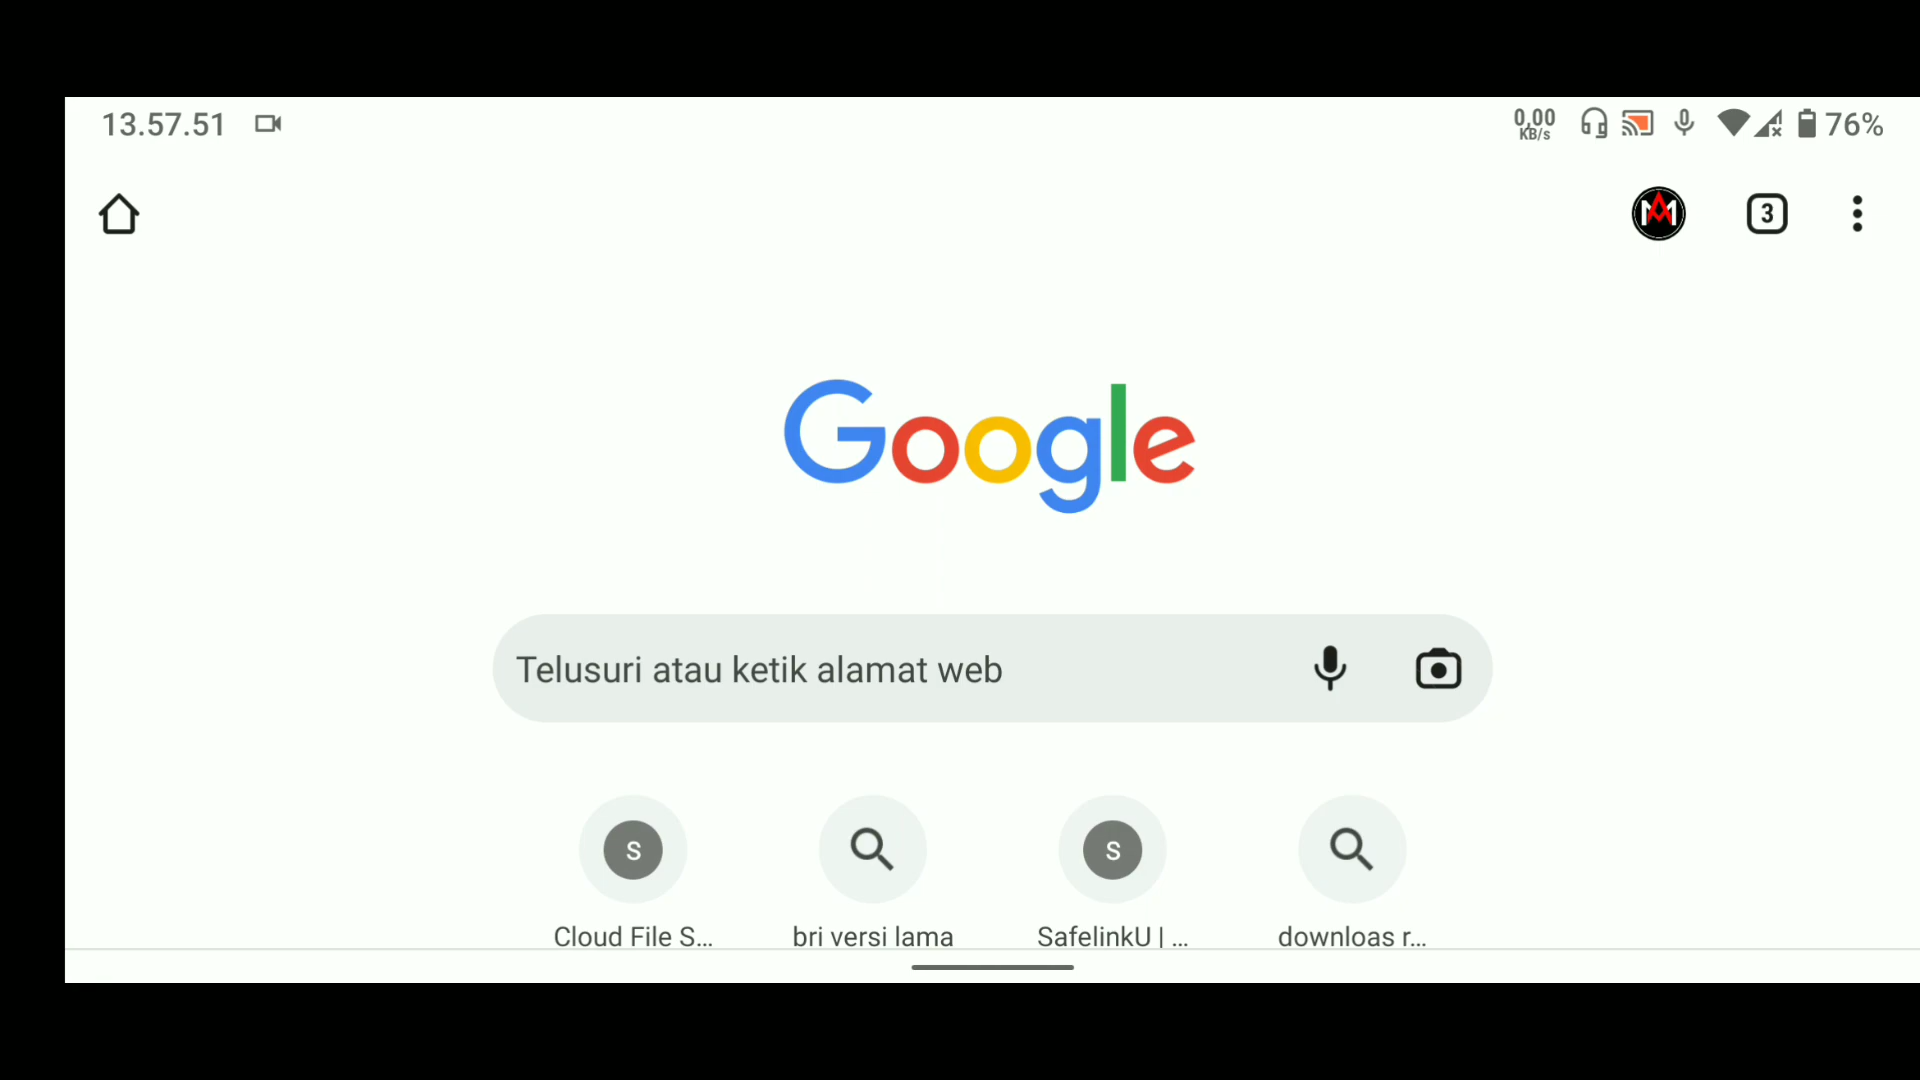 13.57.51
0,00
KB/s
76%
MA
3
Google
Telusuri atau ketik alamat web
S
S
Cloud File S...
bri versi lama
SafelinkU | ...
downloas r...